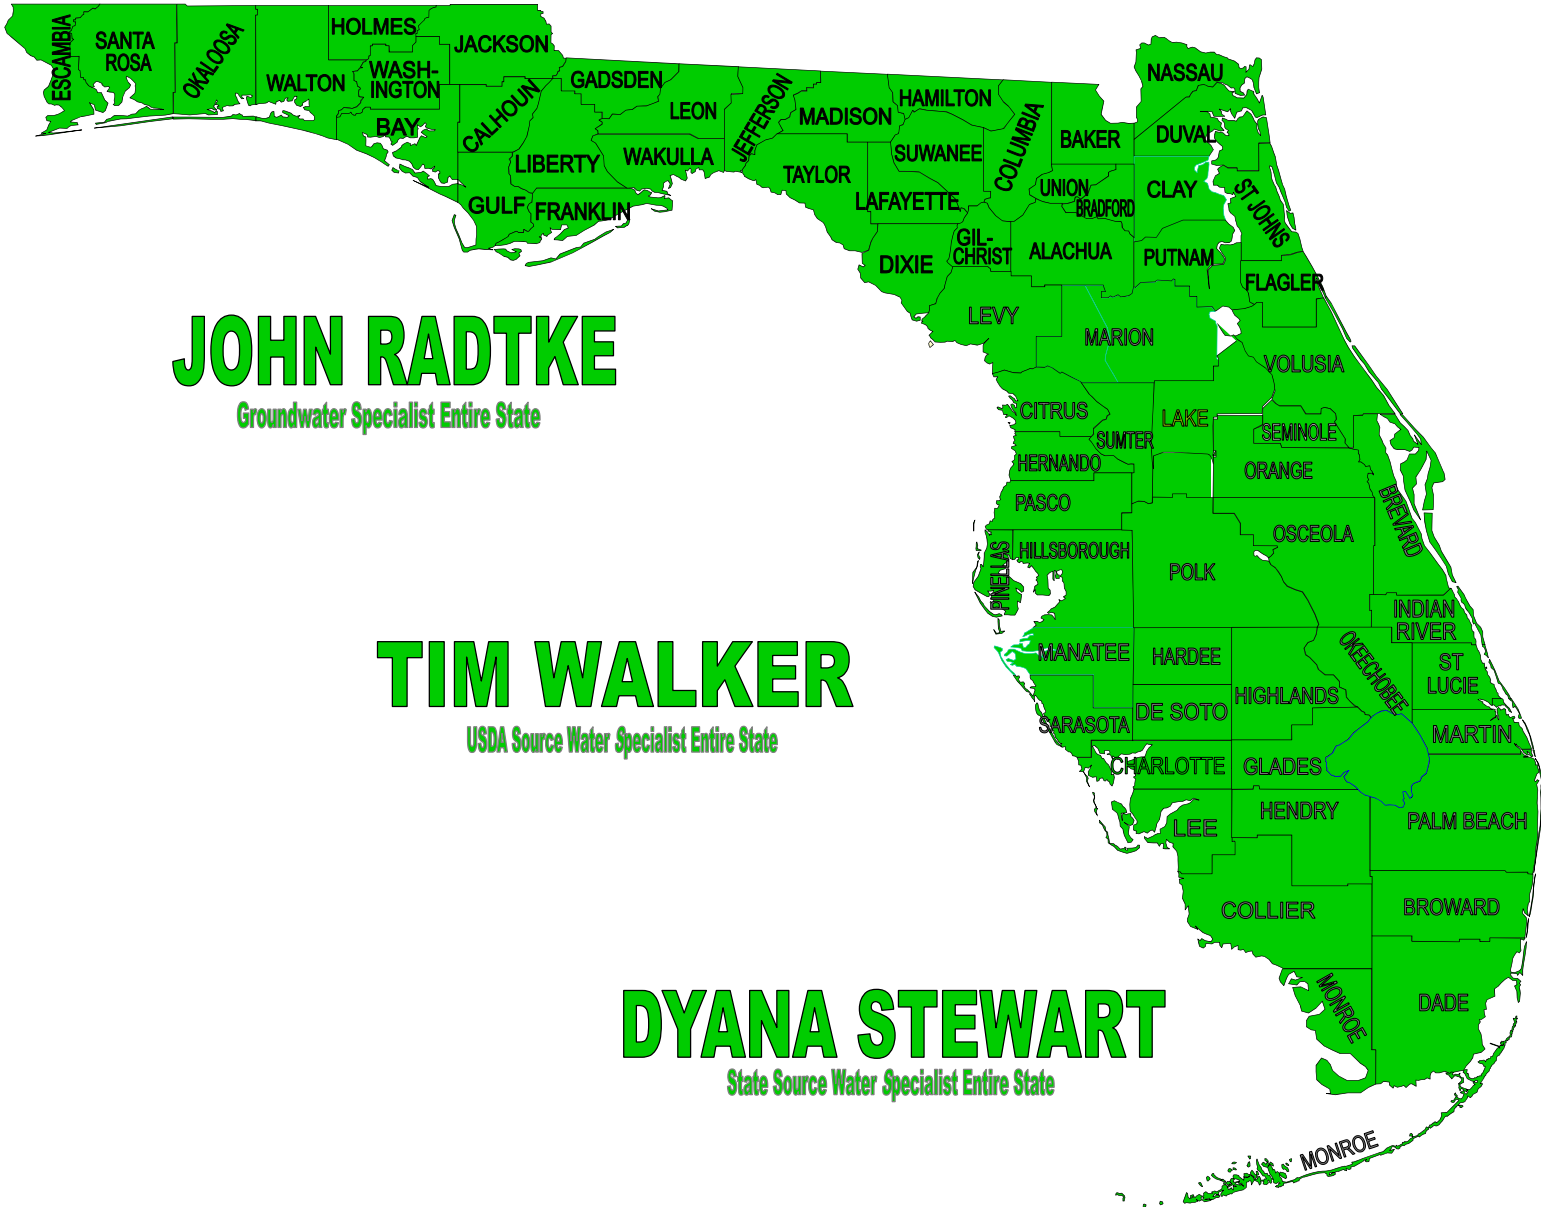 ESCAMBIA
SANTA
ROSA
OKALOOSA
WALTON
HOLMES
WASH-
INGTON
BAY
JACKSON
CALHOUN
GULF
GADSDEN
LIBERTY
FRANKLIN
LEON
WAKULLA
JEFFERSON
MADISON
TAYLOR
HAMILTON
SUWANEE
LAFAYETTE
DIXIE
COLUMBIA
GIL-
CHRIST
BAKER
UNION
BRADFORD
ALACHUA
NASSAU
DUVAL
CLAY
ST JOHNS
PUTNAM
FLAGLER
LEVY
MARION
VOLUSIA
JOHN RADTKE
Groundwater Specialist Entire State
CITRUS
SUMTER
LAKE
SEMINOLE
HERNANDO
ORANGE
PASCO
BREVARD
PINELLAS
HILLSBOROUGH
POLK
OSCEOLA
INDIAN
RIVER
TIM WALKER
USDA Source Water Specialist Entire State
MANATEE
HARDEE
HIGHLANDS
OKEECHOBEE
ST
LUCIE
SARASOTA
DE SOTO
MARTIN
CHARLOTTE
GLADES
LEE
HENDRY
PALM BEACH
COLLIER
BROWARD
DYANA STEWART
State Source Water Specialist Entire State
MONROE
DADE
MONROE